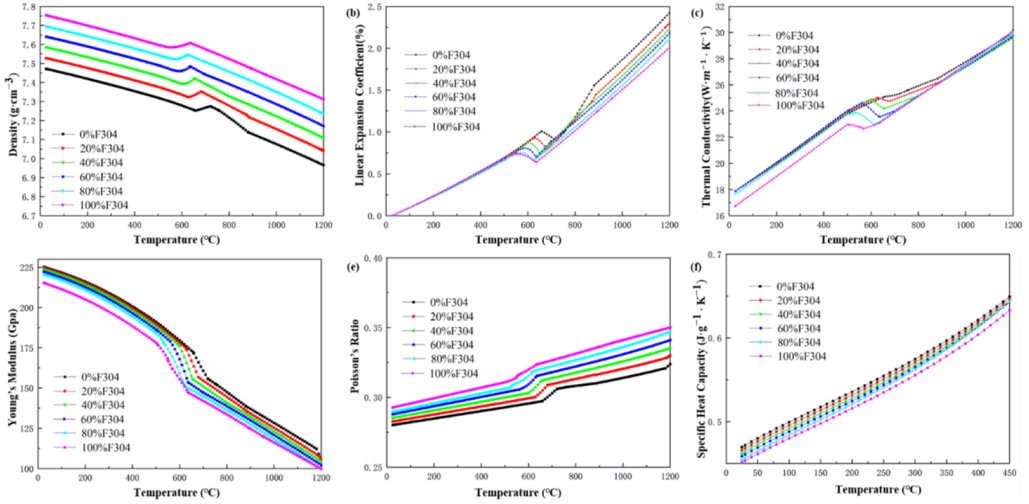 7.8
7.7
7.6
7.5
7.4
7.3
7.2
7.1
7.0
6.9
6.8
6.7
6.6
Density (g·cm⁻³)
0%F304
20%F304
40%F304
60%F304
80%F304
100%F304
0 200 400 600 800 1000 1200
Temperature (°C)
(b)
2.5
2.0
1.5
1.0
0.5
0.0
Linear Expansion Coefficient(%)
0%F304
20%F304
40%F304
60%F304
80%F304
100%F304
0 200 400 600 800 1000 1200
Temperature (°C)
(c)
32
30
28
26
24
22
20
18
16
Thermal Conductivity(W·m⁻¹·K⁻¹)
0%F304
20%F304
40%F304
60%F304
80%F304
100%F304
0 200 400 600 800 1000 1200
Temperature (°C)
225
200
175
150
125
100
Young's Modulus (Gpa)
0%F304
20%F304
40%F304
60%F304
80%F304
100%F304
0 200 400 600 800 1000 1200
Temperature (°C)
(e)
0.40
0.35
0.30
0.25
Poisson's Ratio
0%F304
20%F304
40%F304
60%F304
80%F304
100%F304
0 200 400 600 800 1000 1200
Temperature (°C)
(f)
0.7
0.6
0.5
Specific Heat Capacity (J·g⁻¹·K⁻¹)
0%F304
20%F304
40%F304
60%F304
80%F304
100%F304
0 50 100 150 200 250 300 350 400 450
Temperature (°C)